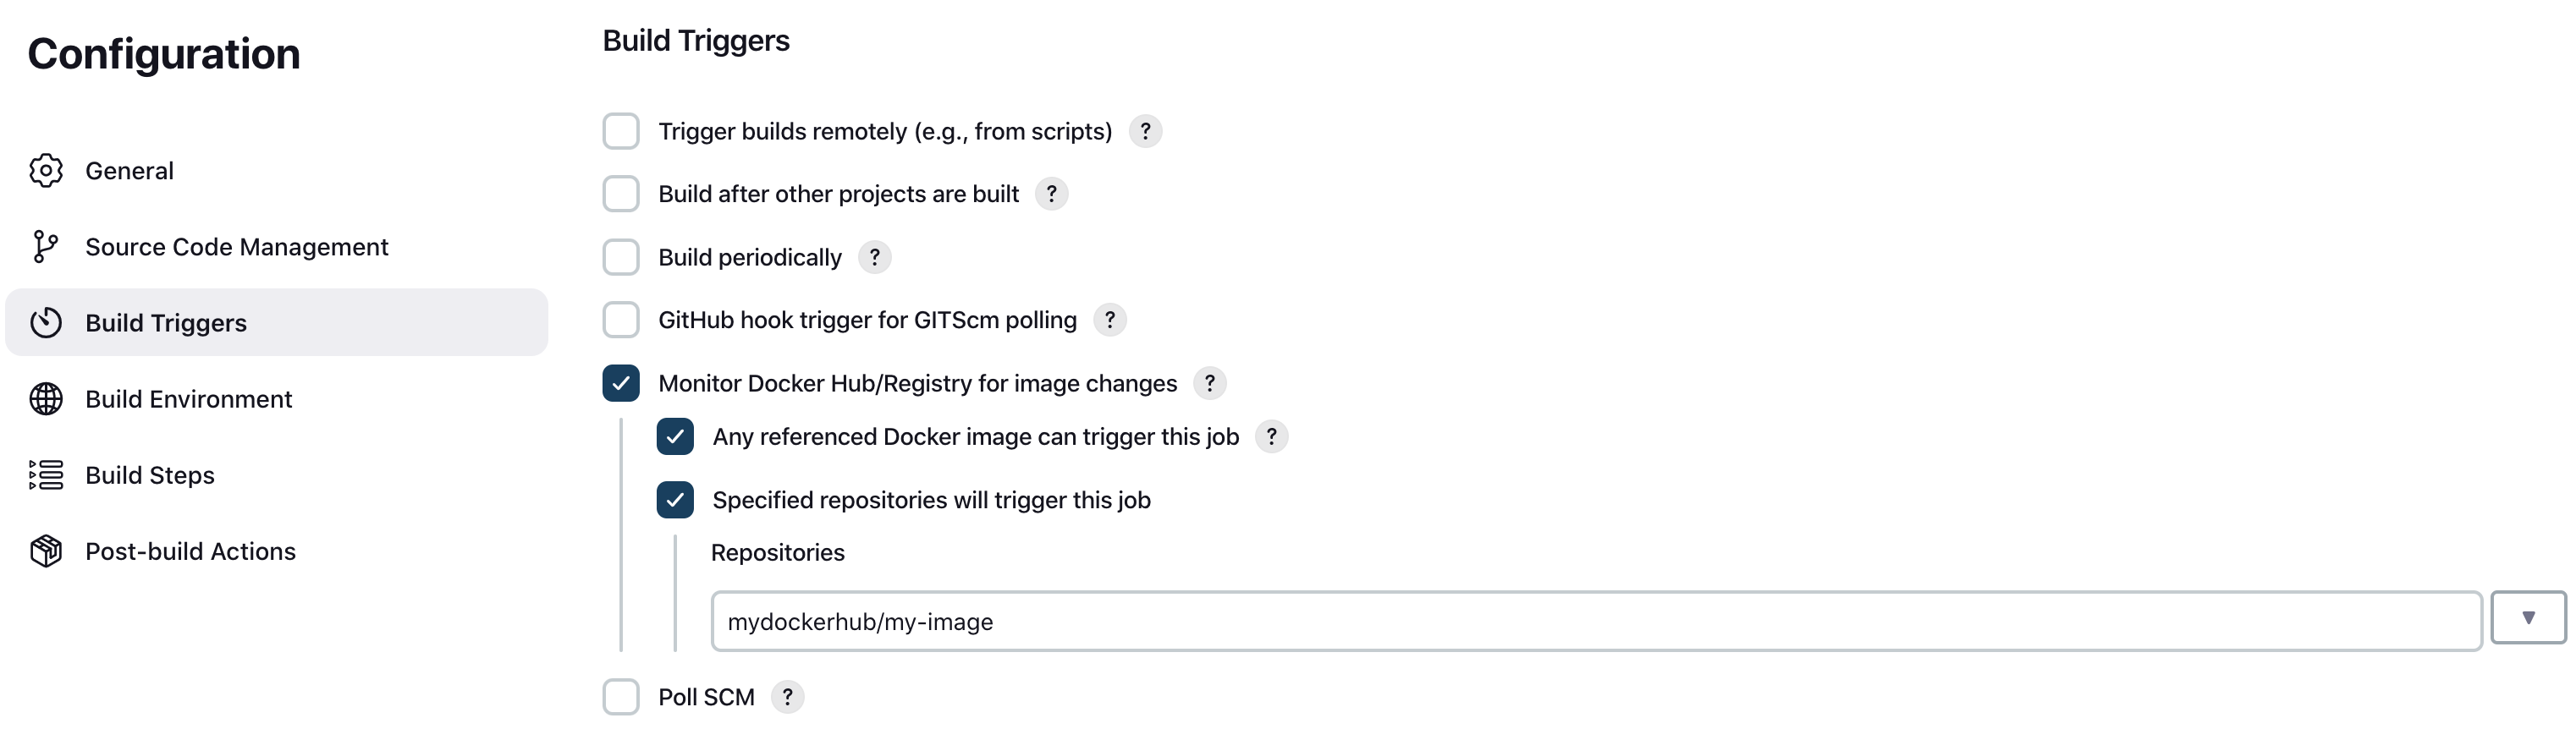 Configuration
General
Source Code Management
Build Triggers
Build Environment
Build Steps
Post-build Actions
Build Triggers
Trigger builds remotely (e.g., from scripts) ?
Build after other projects are built ?
Build periodically ?
GitHub hook trigger for GITScm polling ?
Monitor Docker Hub/Registry for image changes ?
Any referenced Docker image can trigger this job ?
Specified repositories will trigger this job
Repositories
mydockerhub/my-image
Poll SCM ?